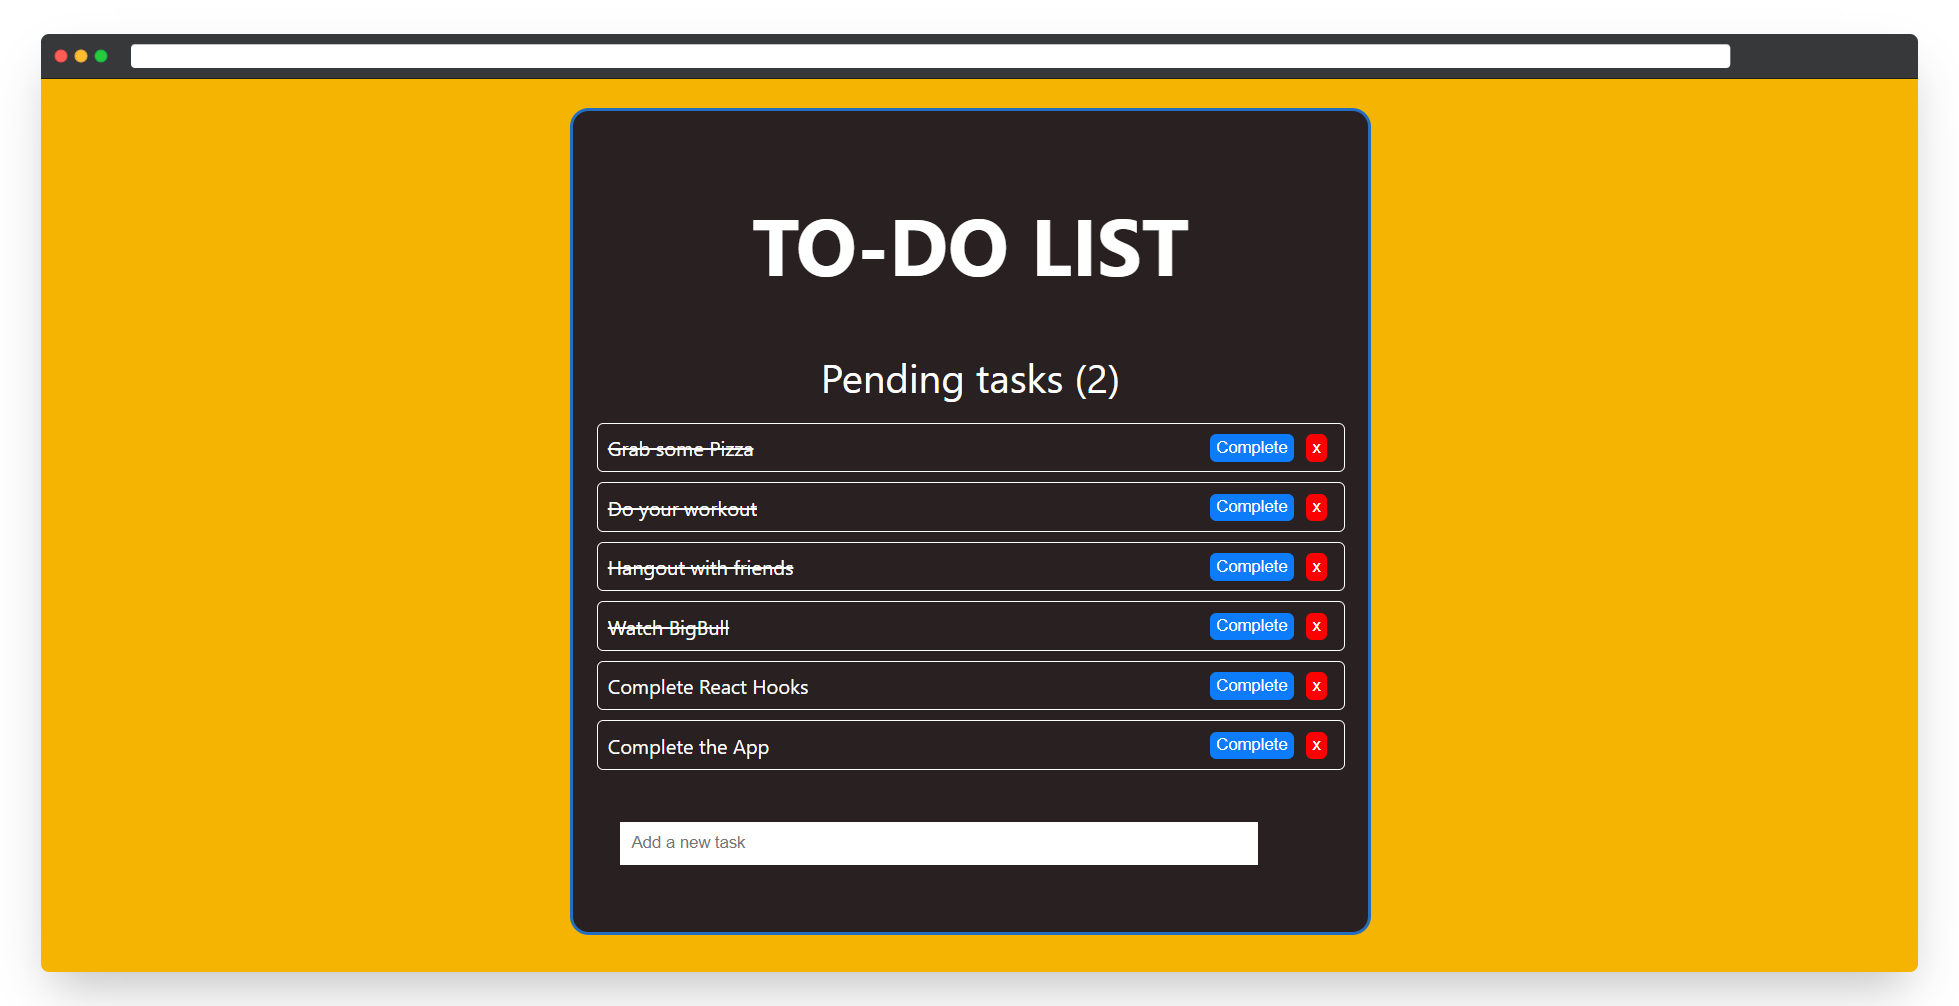 TO-DO LIST
Pending tasks (2)
Grab some Pizza Complete x
Do your workout Complete x
Hangout with friends Complete x
Watch BigBull Complete x
Complete React Hooks Complete x
Complete the App Complete x
Add a new task